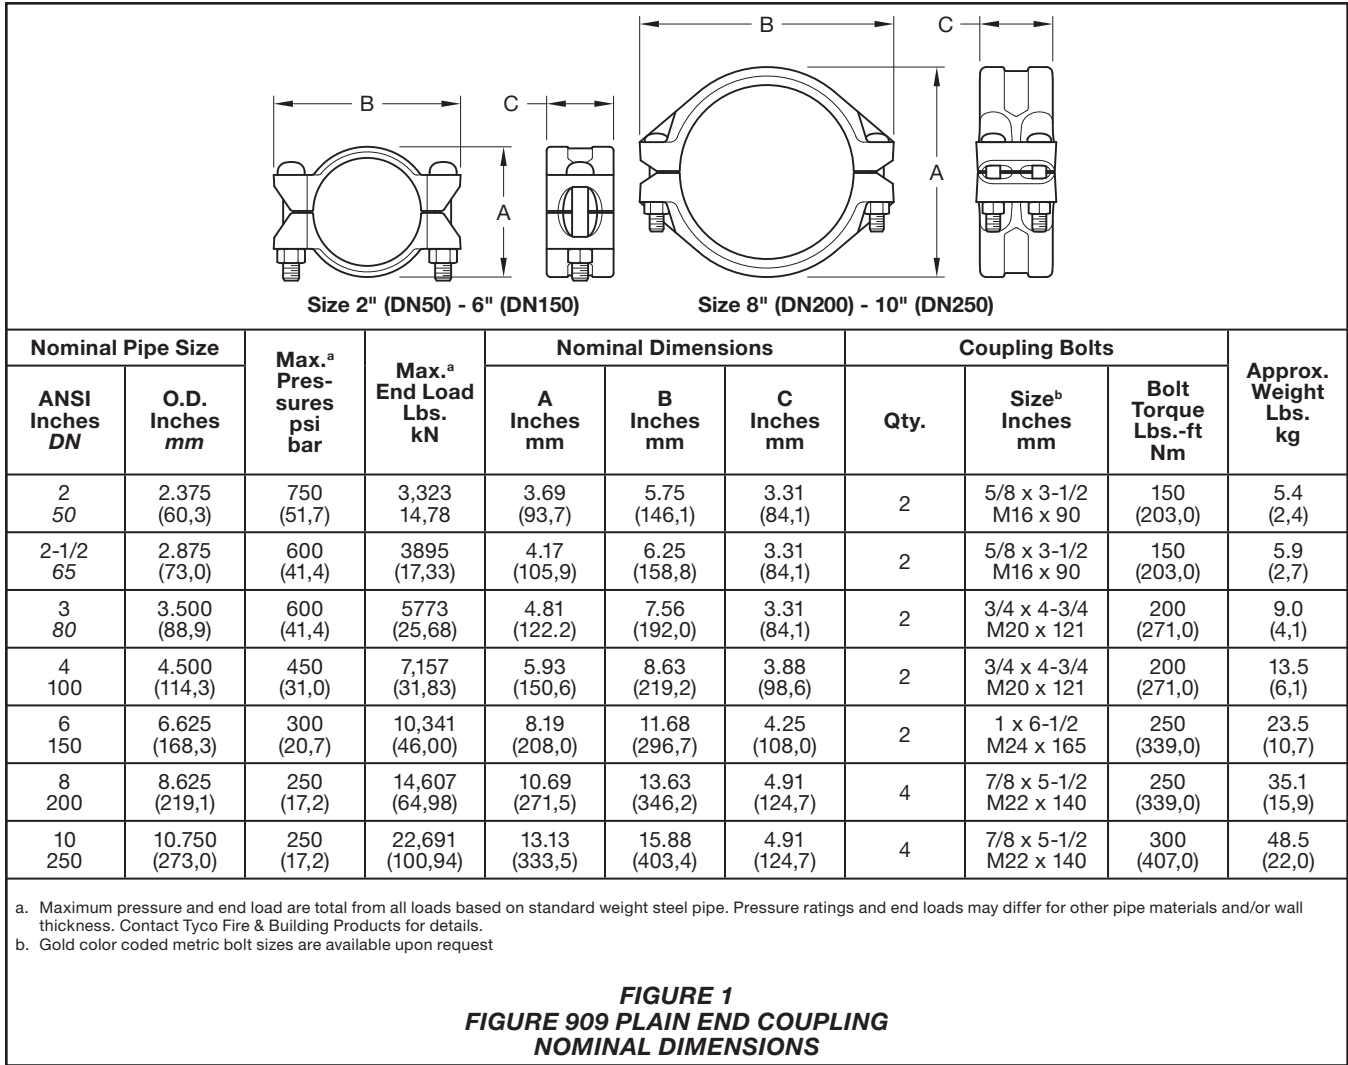 B
C
A
B
C
A
Size 2" (DN50) - 6" (DN150)
Size 8" (DN200) - 10" (DN250)
Nominal Pipe Size
Max.a
Pres-
sures
psi
bar
Max.a
End Load
Lbs.
kN
Nominal Dimensions
Coupling Bolts
Approx.
Weight
Lbs.
kg
ANSI
Inches
DN
O.D.
Inches
mm
A
Inches
mm
B
Inches
mm
C
Inches
mm
Qty.
Sizeb
Inches
mm
Bolt
Torque
Lbs.-ft
Nm
2 2.375 750 3,323 3.69 5.75 3.31 2 5/8 x 3-1/2 150 5.4
50 (60,3) (51,7) 14,78 (93,7) (146,1) (84,1) M16 x 90 (203,0) (2,4)
2-1/2 2.875 600 3895 4.17 6.25 3.31 2 5/8 x 3-1/2 150 5.9
65 (73,0) (41,4) (17,33) (105,9) (158,8) (84,1) M16 x 90 (203,0) (2,7)
3 3.500 600 5773 4.81 7.56 3.31 2 3/4 x 4-3/4 200 9.0
80 (88,9) (41,4) (25,68) (122.2) (192,0) (84,1) M20 x 121 (271,0) (4,1)
4 4.500 450 7,157 5.93 8.63 3.88 2 3/4 x 4-3/4 200 13.5
100 (114,3) (31,0) (31,83) (150,6) (219,2) (98,6) M20 x 121 (271,0) (6,1)
6 6.625 300 10,341 8.19 11.68 4.25 2 1 x 6-1/2 250 23.5
150 (168,3) (20,7) (46,00) (208,0) (296,7) (108,0) M24 x 165 (339,0) (10,7)
8 8.625 250 14,607 10.69 13.63 4.91 4 7/8 x 5-1/2 250 35.1
200 (219,1) (17,2) (64,98) (271,5) (346,2) (124,7) M22 x 140 (339,0) (15,9)
10 10.750 250 22,691 13.13 15.88 4.91 4 7/8 x 5-1/2 300 48.5
250 (273,0) (17,2) (100,94) (333,5) (403,4) (124,7) M22 x 140 (407,0) (22,0)
a. Maximum pressure and end load are total from all loads based on standard weight steel pipe. Pressure ratings and end loads may differ for other pipe materials and/or wall
thickness. Contact Tyco Fire & Building Products for details.
b. Gold color coded metric bolt sizes are available upon request
FIGURE 1
FIGURE 909 PLAIN END COUPLING
NOMINAL DIMENSIONS